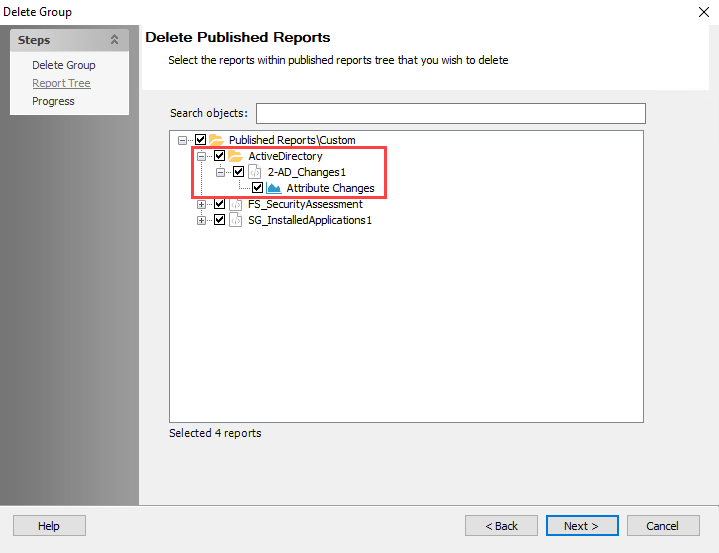 Delete Group
Steps
Delete Group
Report Tree
Progress
Delete Published Reports
Select the reports within published reports tree that you wish to delete
Search objects:
Published Reports\Custom
ActiveDirectory
2-AD_Changes1
Attribute Changes
FS_SecurityAssessment
SG_InstalledApplications1
Selected 4 reports
Help
< Back
Next >
Cancel